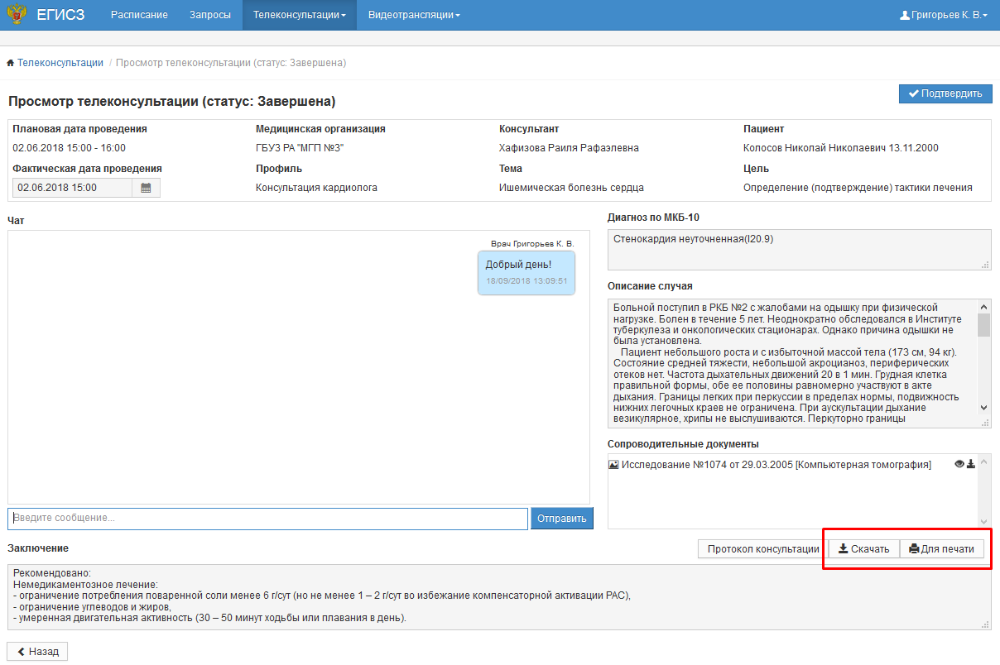 ЕГИСЗ Расписание Запросы Телеконсультации Видеотрансляции Григорьев К. В.
Телеконсультации / Просмотр телеконсультации (статус: Завершена)
Просмотр телеконсультации (статус: Завершена)
Подтвердить
Плановая дата проведения Медицинская организация Консультант Пациент
02.06.2018 15:00 - 16:00 ГБУЗ РА "МГП №3" Хафизова Раиля Рафаэлевна Колосов Николай Николаевич 13.11.2000
Фактическая дата проведения Профиль Тема Цель
02.06.2018 15:00 Консультация кардиолога Ишемическая болезнь сердца Определение (подтверждение) тактики лечения
Чат
Врач Григорьев К. В.
Добрый день!
18/09/2018 13:09:51
Введите сообщение...
Отправить
Диагноз по МКБ-10
Стенокардия неуточненная(I20.9)
Описание случая
Больной поступил в РКБ №2 с жалобами на одышку при физической
нагрузке. Болен в течение 5 лет. Неоднократно обследовался в Институте
туберкулеза и онкологических стационарах. Однако причина одышки не
была установлена.
Пациент небольшого роста и с избыточной массой тела (173 см, 94 кг).
Состояние средней тяжести, небольшой акроцианоз, периферических
отеков нет. Частота дыхательных движений 20 в 1 мин. Грудная клетка
правильной формы, обе ее половины равномерно участвуют в акте
дыхания. Границы легких при перкуссии в пределах нормы, подвижность
нижних легочных краев не ограничена. При аускультации дыхание
везикулярное, хрипы не выслушиваются. Перкуторно границы
Сопроводительные документы
Исследование №1074 от 29.03.2005 [Компьютерная томография]
Заключение
Протокол консультации Скачать Для печати
Рекомендовано:
Немедикаментозное лечение:
- ограничение потребления поваренной соли менее 6 г/сут (но не менее 1 – 2 г/сут во избежание компенсаторной активации РАС),
- ограничение углеводов и жиров,
- умеренная двигательная активность (30 – 50 минут ходьбы или плавания в день).
Назад